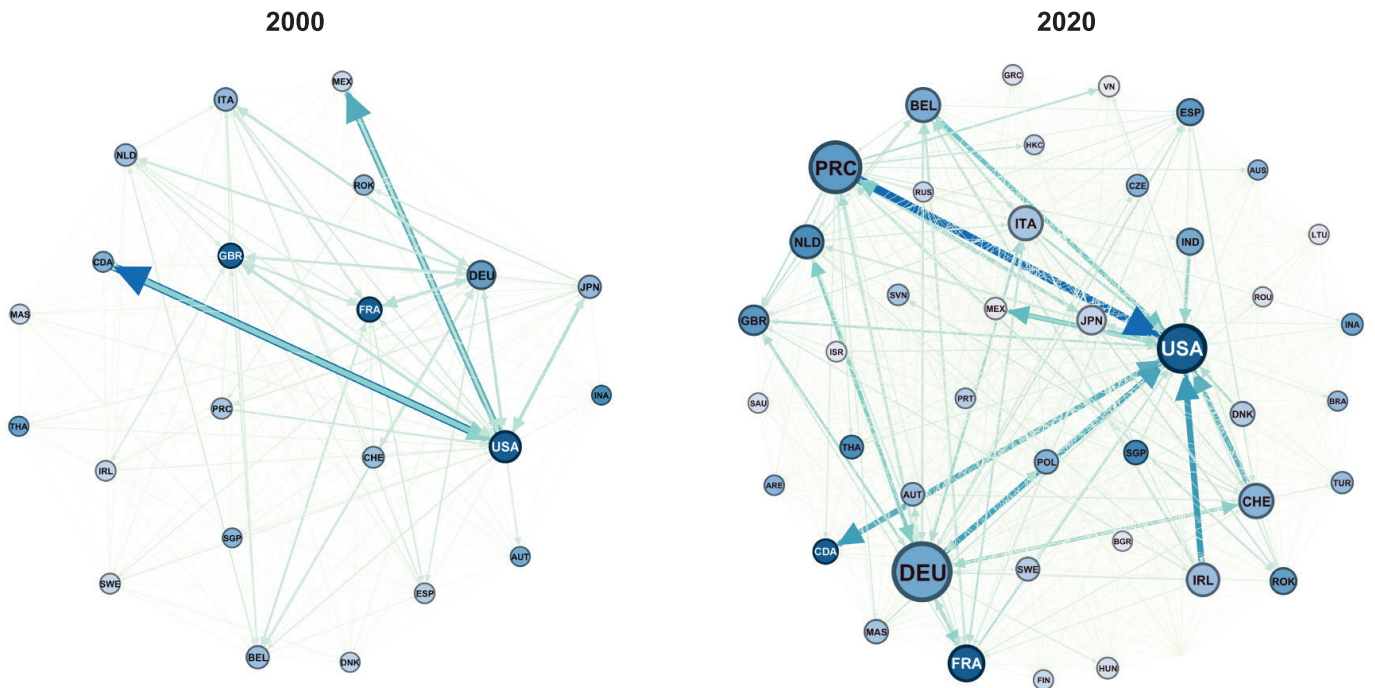 2000
2020
MEX
ITA
NLD
ROK
GBR
CDA
DEU
JPN
FRA
MAS
INA
PRC
THA
USA
CHE
IRL
SGP
AUT
SWE
ESP
BEL
DNK
GRC
VN
BEL
ESP
HKC
PRC
AUS
CZE
RUS
ITA
LTU
NLD
IND
SVN
ROU
MEX
JPN
GBR
INA
USA
ISR
PRT
SAU
BRA
DNK
THA
SGP
POL
ARE
AUT
TUR
CHE
BGR
CDA
DEU
SWE
IRL
ROK
MAS
FRA
HUN
FIN